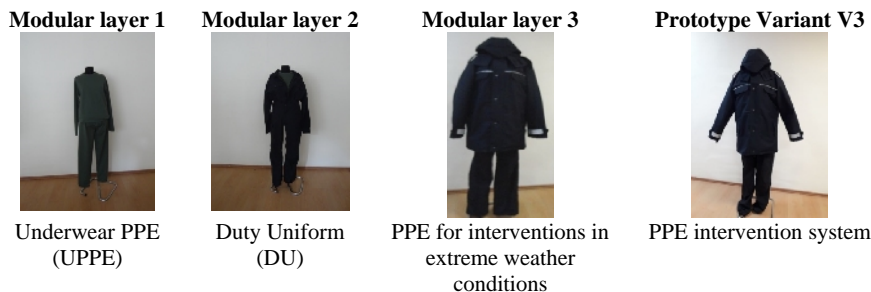 Modular layer 1
Modular layer 2
Modular layer 3
Prototype Variant V3
Underwear PPE
(UPPE)
Duty Uniform
(DU)
PPE for interventions in
extreme weather
conditions
PPE intervention system